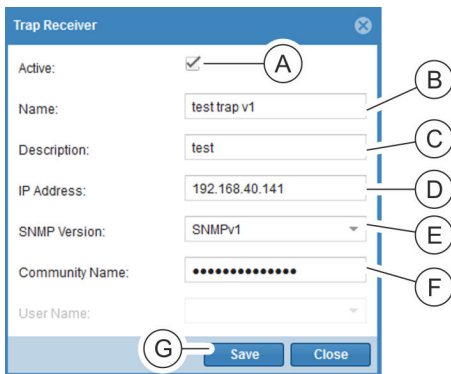 Trap Receiver
Active:
A
Name:
test trap v1
B
Description:
test
C
IP Address:
192.168.40.141
D
SNMP Version:
SNMPv1
E
Community Name:
••••••••••••••
F
User Name:
G
Save
Close